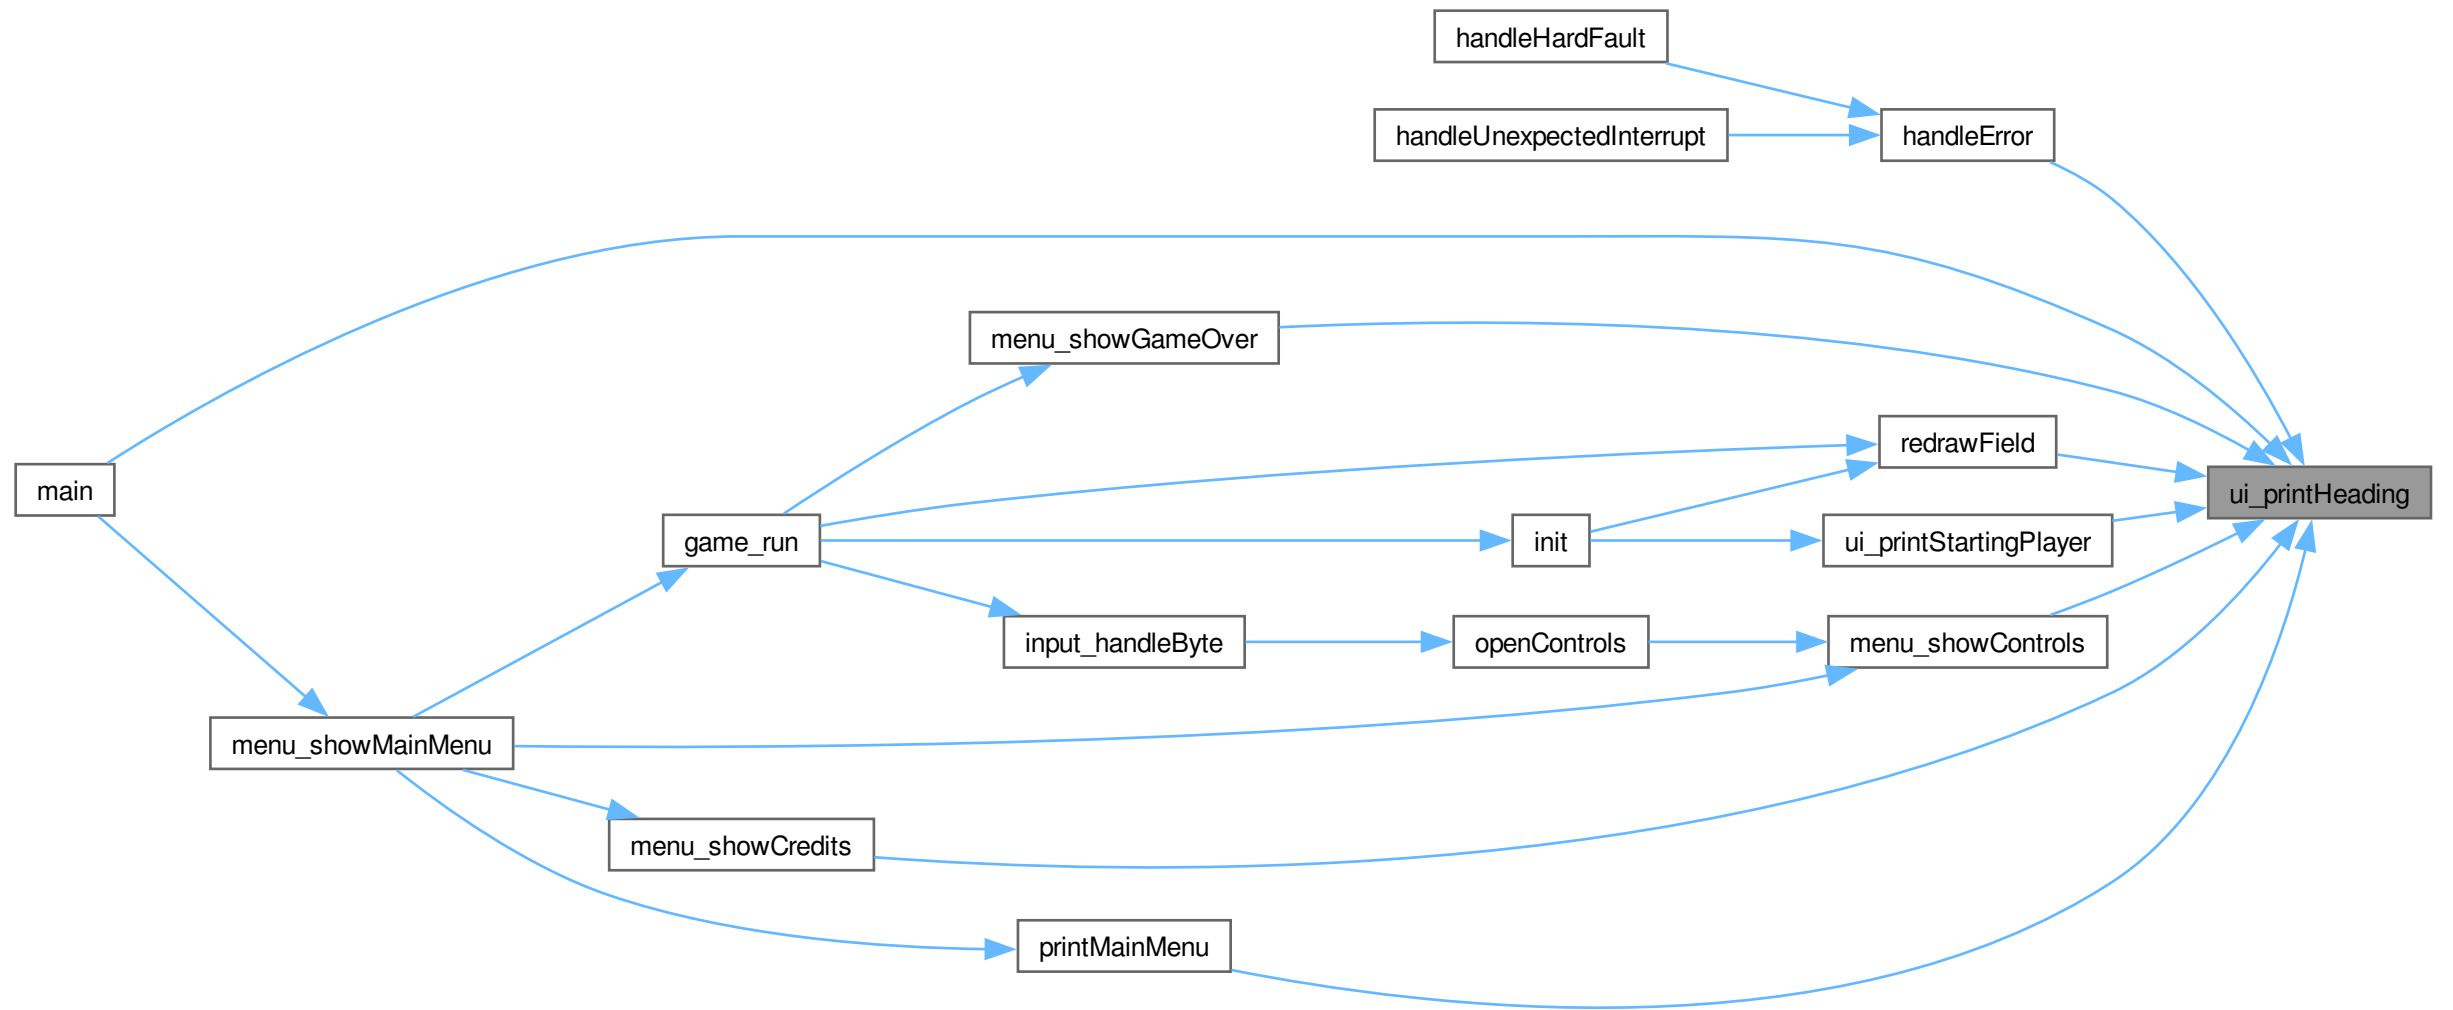 handleHardFault
handleUnexpectedInterrupt
handleError
menu_showGameOver
redrawField
main
ui_printHeading
game_run
init
ui_printStartingPlayer
input_handleByte
openControls
menu_showControls
menu_showMainMenu
menu_showCredits
printMainMenu